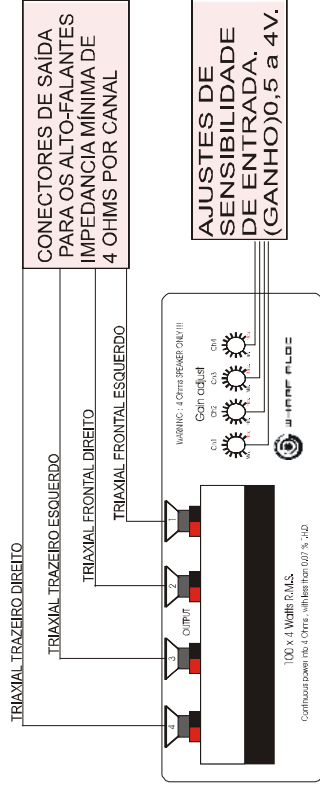 CONECTORES DE SAÍDA
PARA OS ALTO-FALANTES
IMPEDANCIA MÍNIMA DE
4 OHMS POR CANAL
AJUSTES DE
SENSIBILIDADE
DE ENTRADA.
(GANHO)0,5 a 4V.
TRIAXIAL TRAZEIRO DIREITO
TRIAXIAL TRAZEIRO ESQUERDO
TRIAXIAL FRONTAL DIREITO
TRIAXIAL FRONTAL ESQUERDO
WARNING : 4 Ohms SPEAKER ONLY !!!
Gain adjust
Ch1 Ch2 Ch3 Ch4
OUTPUT
4 3 2 1
100 x 4 Watts R.M.S.
Continuous power into 4 Ohms , with less than 0.07 % T.H.D